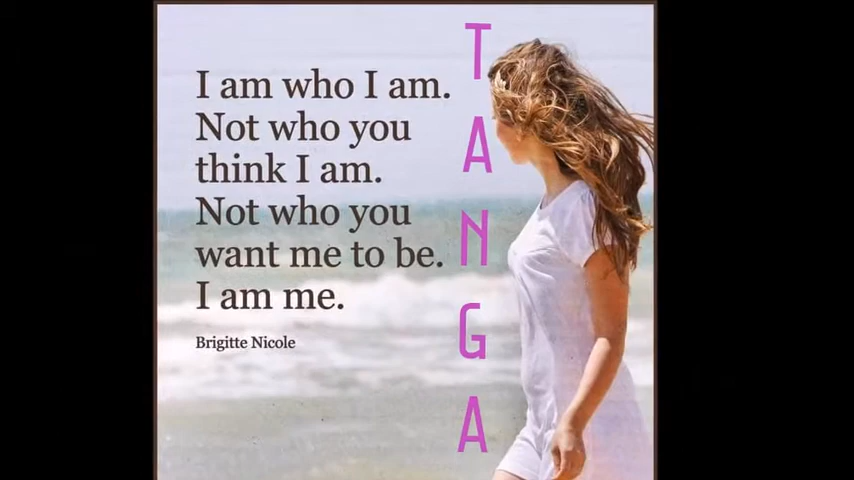 I am who I am.
Not who you
think I am.
Not who you
want me to be.
I am me.
Brigitte Nicole
TANGA